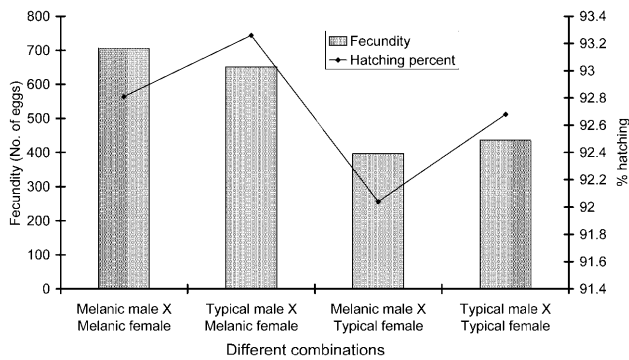 800
700
600
500
400
300
200
100
0
Fecundity (No. of eggs)
Fecundity
Hatching percent
93.4
93.2
93
92.8
92.6
92.4
92.2
92
91.8
91.6
91.4
% hatching
Melanic male X
Melanic female
Typical male X
Melanic female
Melanic male X
Typical female
Typical male X
Typical female
Different combinations